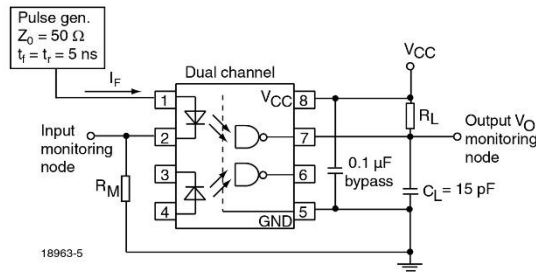 Pulse gen.
Z0 = 50 Ω
tf = tr = 5 ns
IF
Dual channel
VCC
1
VCC
8
RL
Input
monitoring
node
2
7
Output VO
monitoring
node
3
6
0.1 µF
bypass
RM
CL = 15 pF
4
5
GND
18963-5